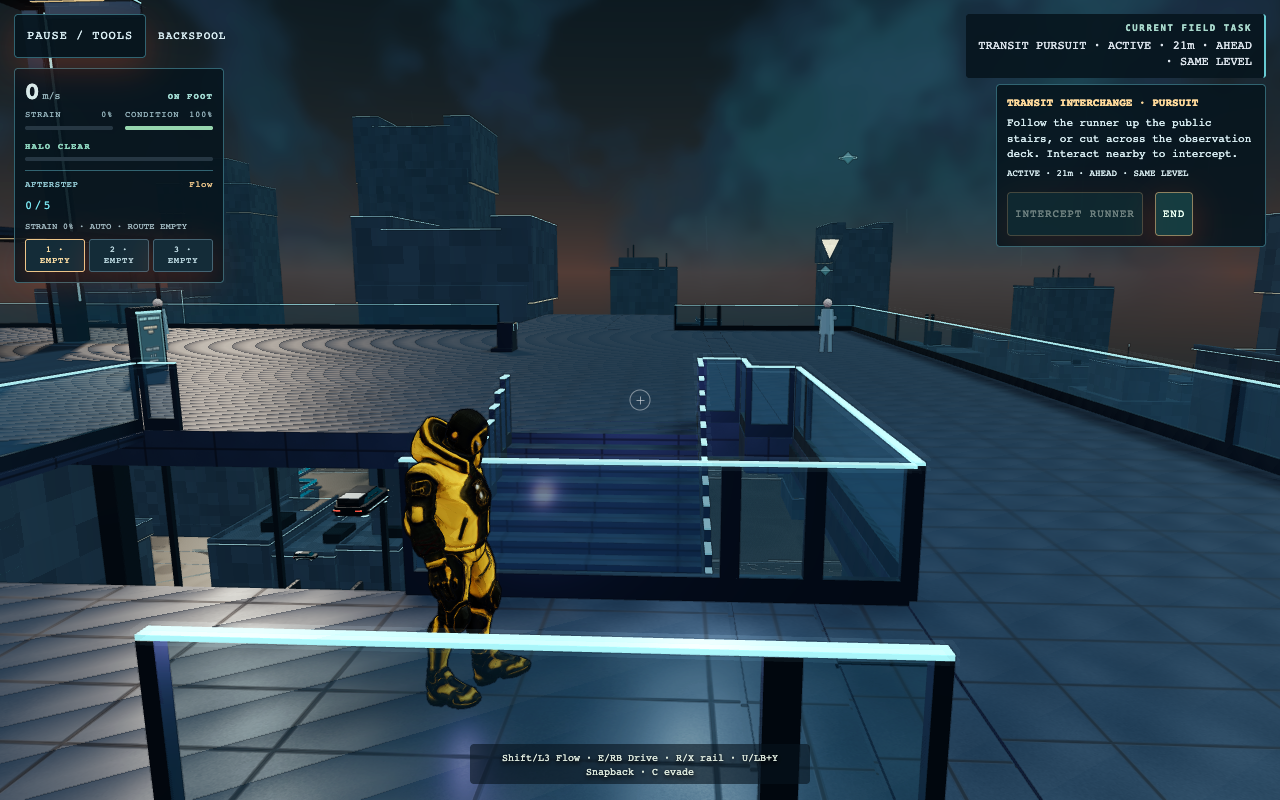 PAUSE / TOOLS
BACKSPOOL
0 m/s
ON FOOT
STRAIN 0%
CONDITION 100%
HALO CLEAR
AFTERSTEP
Flow
0/5
STRAIN 0% · AUTO · ROUTE EMPTY
1 · EMPTY
2 · EMPTY
3 · EMPTY
CURRENT FIELD TASK
TRANSIT PURSUIT · ACTIVE · 21m · AHEAD
· SAME LEVEL
TRANSIT INTERCHANGE · PURSUIT
Follow the runner up the public
stairs, or cut across the observation
deck. Interact nearby to intercept.
ACTIVE · 21m · AHEAD · SAME LEVEL
INTERCEPT RUNNER
END
Shift/L3 Flow · E/RB Drive · R/X rail · U/LB+Y
Snapback · C evade